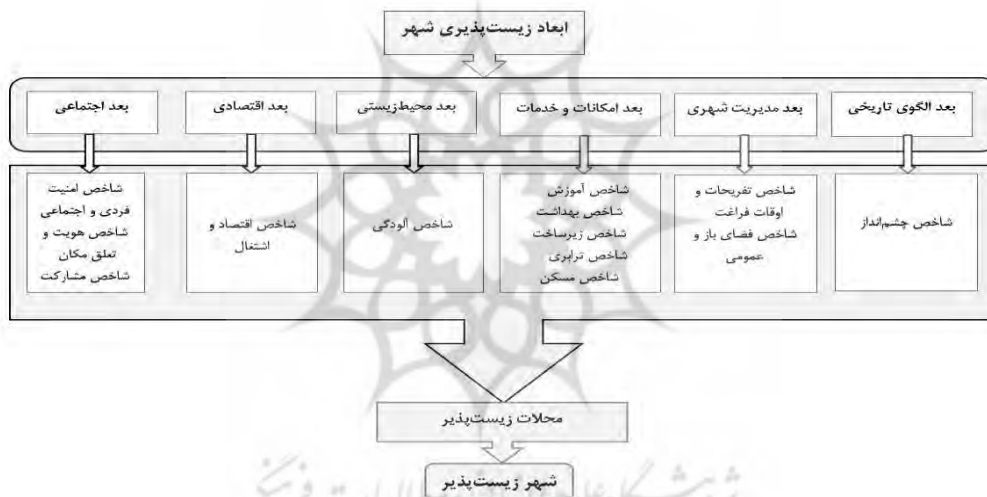 ابعاد زیست‌پذیری شهر
بعد الگوی تاریخی
بعد مدیریت شهری
بعد امکانات و خدمات
بعد محیط‌زیستی
بعد اقتصادی
بعد اجتماعی
شاخص چشم‌انداز
شاخص تفریحات و
اوقات فراغت
شاخص فضای باز و
عمومی
شاخص آموزش
شاخص بهداشت
شاخص زیرساخت
شاخص ترابری
شاخص مسکن
شاخص آلودگی
شاخص اقتصاد و
اشتغال
شاخص امنیت
فردی و اجتماعی
شاخص هویت و
تعلق مکان
شاخص مشارکت
محلات زیست‌پذیر
شهر زیست‌پذیر